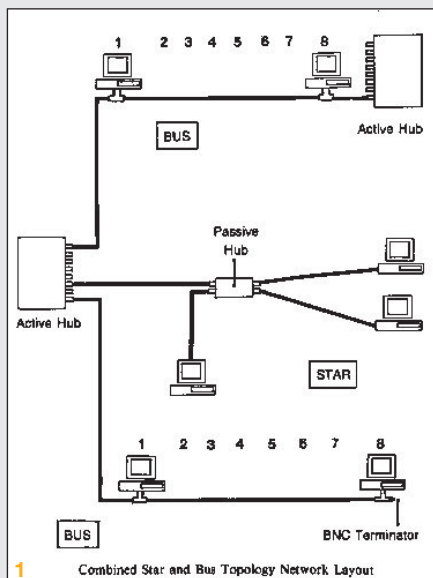 1 2 3 4 5 6 7 8
Active Hub
BUS
Passive
Hub
Active Hub
STAR
1 2 3 4 5 6 7 8
BUS
BNC Terminator
1 Combined Star and Bus Topology Network Layout